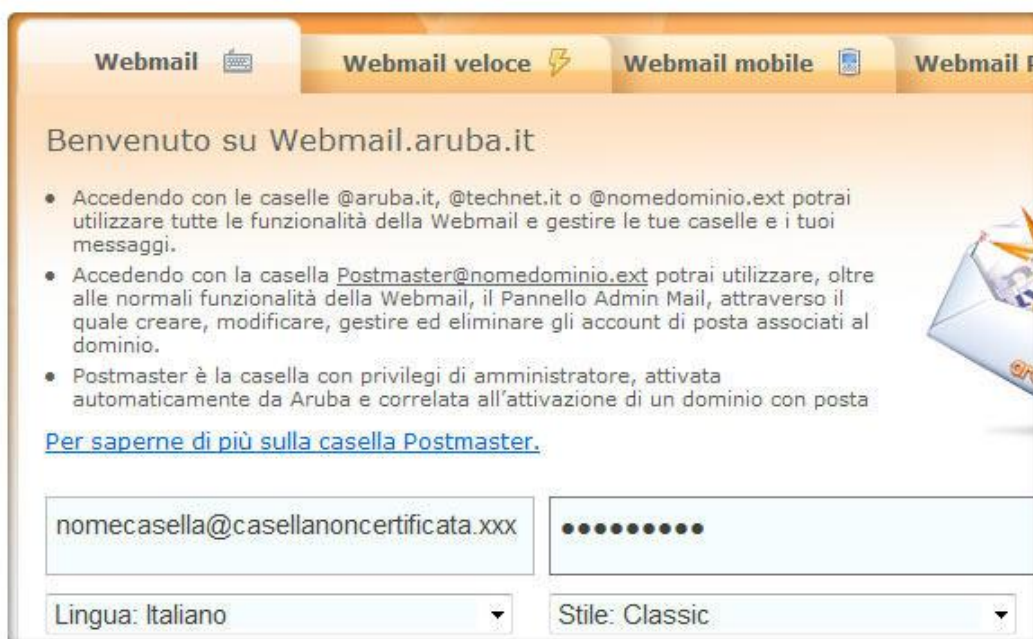 Webmail
Webmail veloce
Webmail mobile
Webmail
Benvenuto su Webmail.aruba.it
• Accedendo con le caselle @aruba.it, @technet.it o @nomedominio.ext potrai
utilizzare tutte le funzionalità della Webmail e gestire le tue caselle e i tuoi
messaggi.
• Accedendo con la casella Postmaster@nomedominio.ext potrai utilizzare, oltre
alle normali funzionalità della Webmail, il Pannello Admin Mail, attraverso il
quale creare, modificare, gestire ed eliminare gli account di posta associati al
dominio.
• Postmaster è la casella con privilegi di amministratore, attivata
automaticamente da Aruba e correlata all'attivazione di un dominio con posta
Per saperne di più sulla casella Postmaster.
nomecasella@casellanoncertificata.xxx
•••••••••
Lingua: Italiano
Stile: Classic